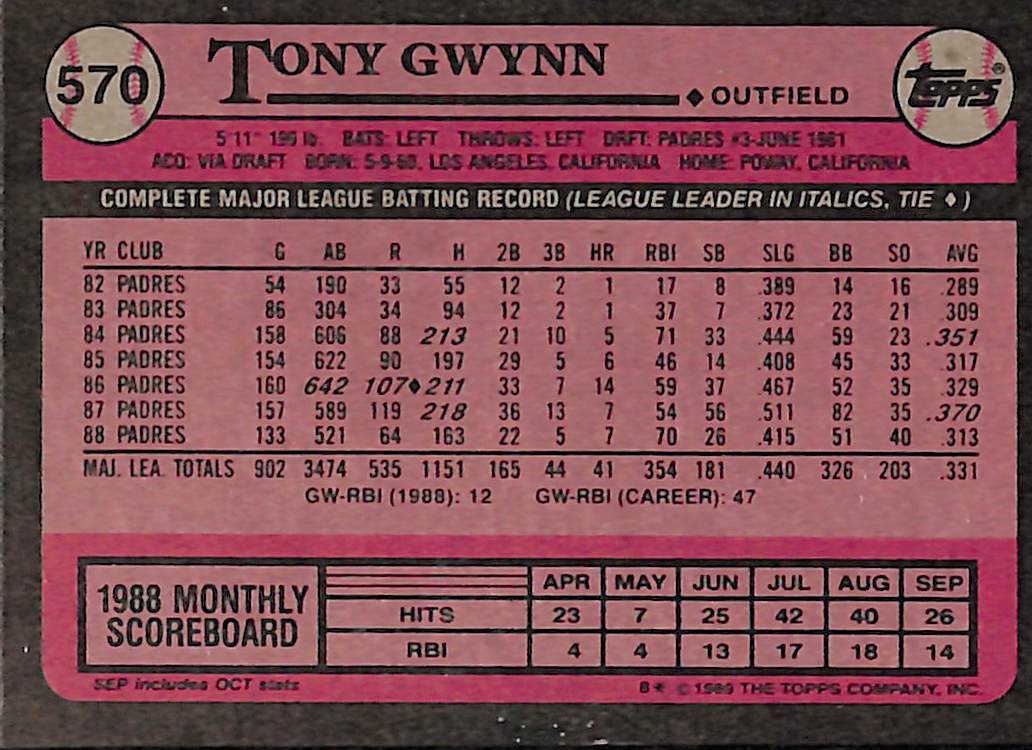 570
TONY GWYNN
◆ OUTFIELD
TOPPS®
5'11" 199 lb. BATS: LEFT THROWS: LEFT DRFT: PADRES #3-JUNE 1981
ACQ: VIA DRAFT BORN: 5-9-60, LOS ANGELES, CALIFORNIA HOME: POWAY, CALIFORNIA
COMPLETE MAJOR LEAGUE BATTING RECORD (LEAGUE LEADER IN ITALICS, TIE ♦)
YR CLUB G AB R H 2B 3B HR RBI SB SLG BB SO AVG
82 PADRES 54 190 33 55 12 2 1 17 8 .389 14 16 .289
83 PADRES 86 304 34 94 12 2 1 37 7 .372 23 21 .309
84 PADRES 158 606 88 213 21 10 5 71 33 .444 59 23 .351
85 PADRES 154 622 90 197 29 5 6 46 14 .408 45 33 .317
86 PADRES 160 642 107♦211 33 7 14 59 37 .467 52 35 .329
87 PADRES 157 589 119 218 36 13 7 54 56 .511 82 35 .370
88 PADRES 133 521 64 163 22 5 7 70 26 .415 51 40 .313
MAJ. LEA. TOTALS 902 3474 535 1151 165 44 41 354 181 .440 326 203 .331
GW-RBI (1988): 12 GW-RBI (CAREER): 47
1988 MONTHLY SCOREBOARD
APR MAY JUN JUL AUG SEP
HITS 23 7 25 42 40 26
RBI 4 4 13 17 18 14
SEP includes OCT stats
B* © 1989 THE TOPPS COMPANY, INC.